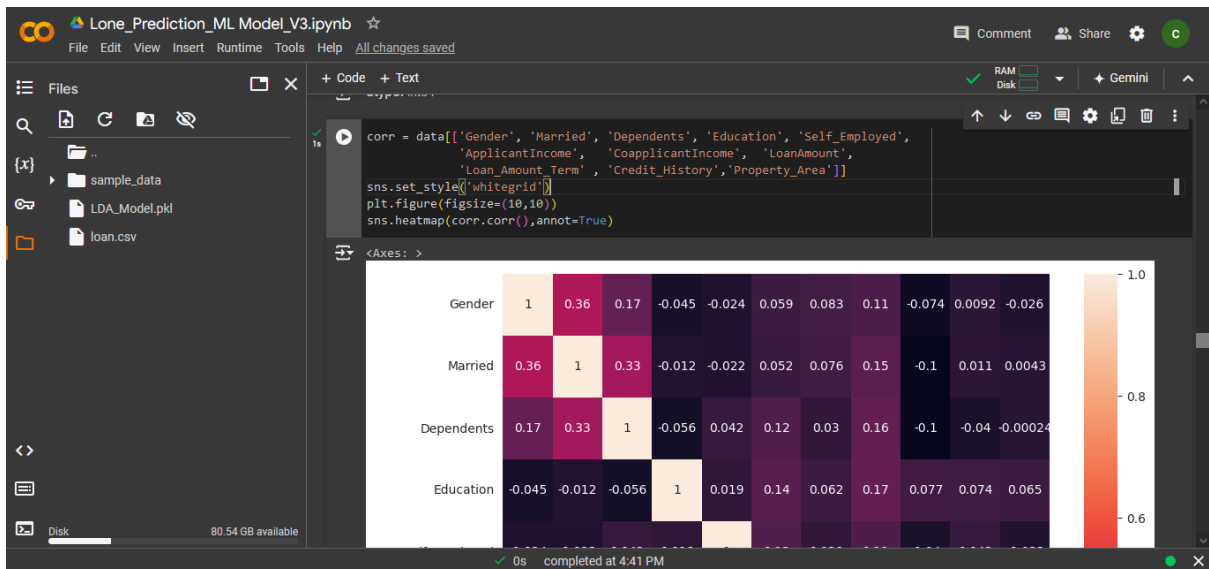 Lone_Prediction_ML Model_V3.ipynb
File Edit View Insert Runtime Tools Help All changes saved
Comment
Share
C
Files
+ Code + Text
RAM
Disk
Gemini
..
sample_data
LDA_Model.pkl
loan.csv
{x}
Disk
80.54 GB available
1s
corr = data[['Gender', 'Married', 'Dependents', 'Education', 'Self_Employed',
'ApplicantIncome', 'CoapplicantIncome', 'LoanAmount',
'Loan_Amount_Term' , 'Credit_History','Property_Area']]
sns.set_style('whitegrid')
plt.figure(figsize=(10,10))
sns.heatmap(corr.corr(),annot=True)
<Axes: >
Gender 1 0.36 0.17 -0.045 -0.024 0.059 0.083 0.11 -0.074 0.0092 -0.026
Married 0.36 1 0.33 -0.012 -0.022 0.052 0.076 0.15 -0.1 0.011 0.0043
Dependents 0.17 0.33 1 -0.056 0.042 0.12 0.03 0.16 -0.1 -0.04 -0.00024
Education -0.045 -0.012 -0.056 1 0.019 0.14 0.062 0.17 0.077 0.074 0.065
1.0
0.8
0.6
0s completed at 4:41 PM